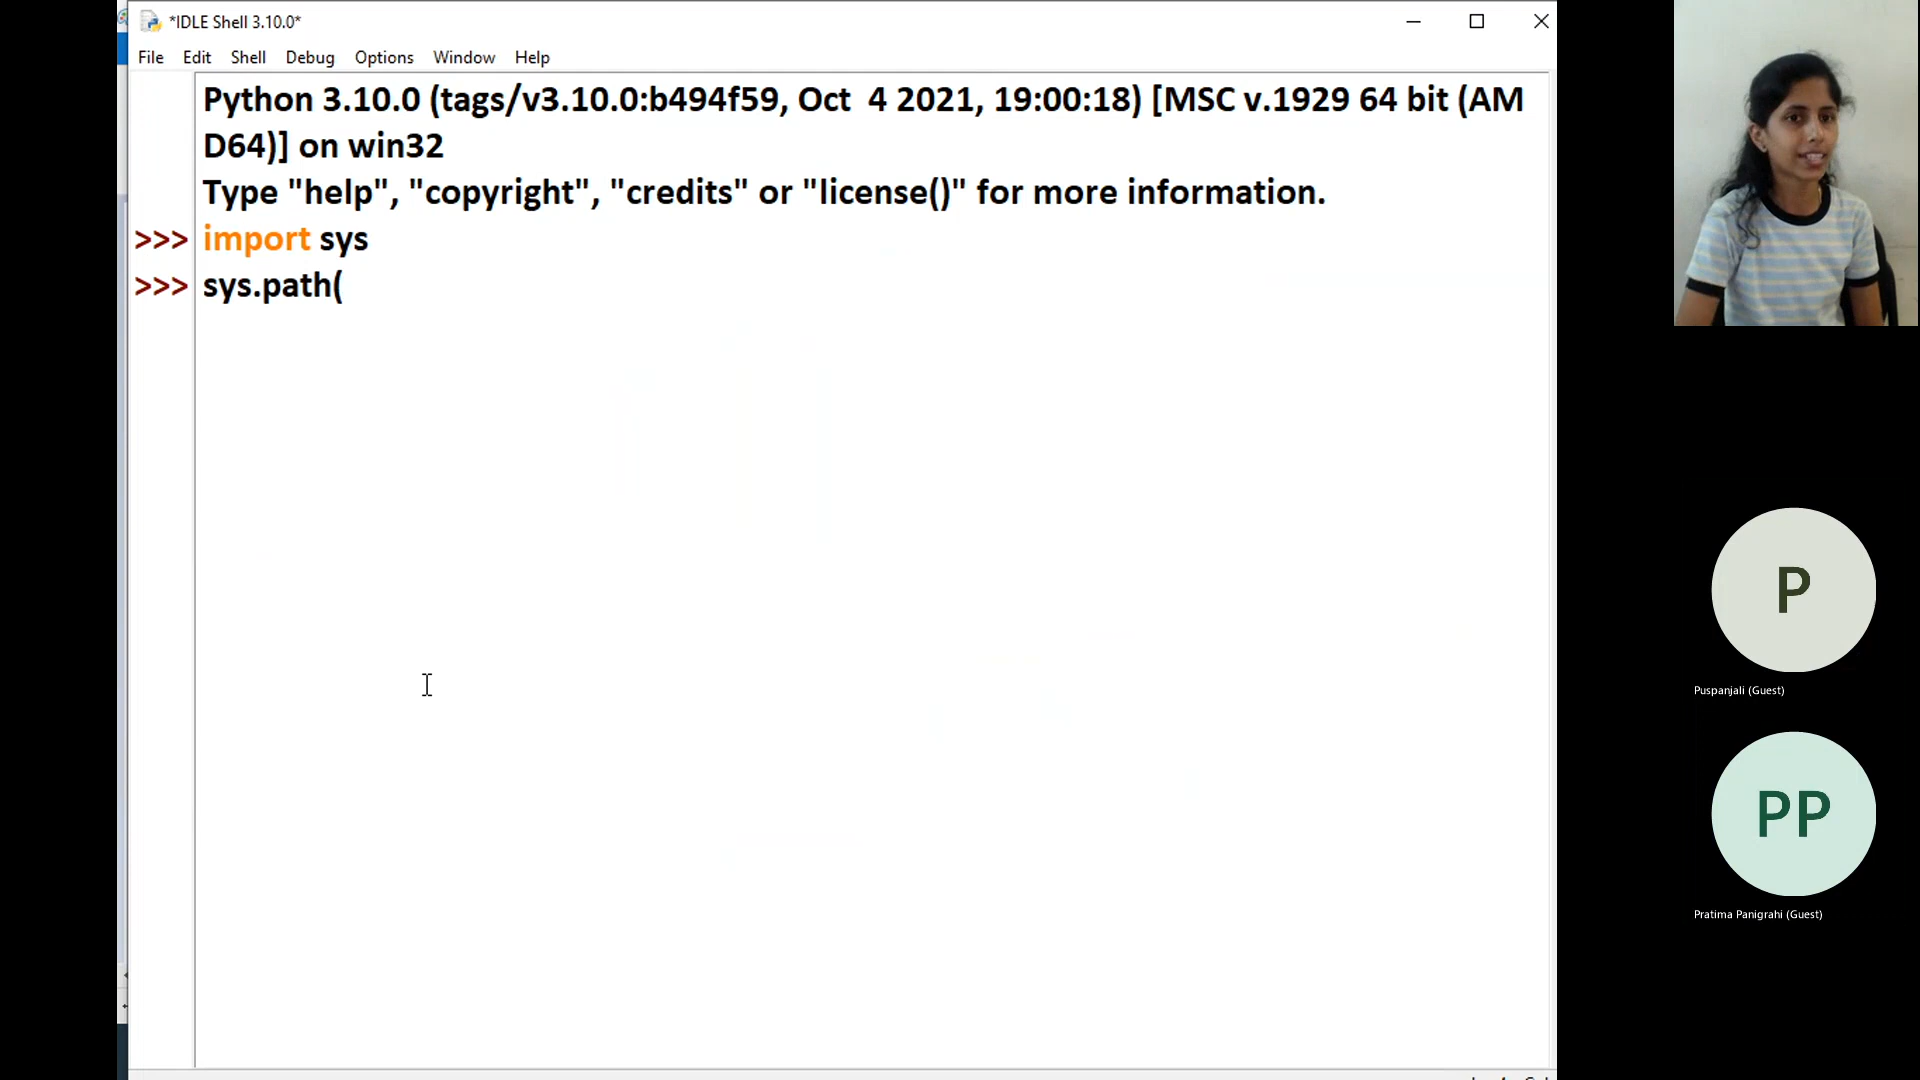 *IDLE Shell 3.10.0*
File Edit Shell Debug Options Window Help
Python 3.10.0 (tags/v3.10.0:b494f59, Oct  4 2021, 19:00:18) [MSC v.1929 64 bit (AM
D64)] on win32
Type "help", "copyright", "credits" or "license()" for more information.
>>> import sys
>>> sys.path(
P
Puspanjali (Guest)
PP
Pratima Panigrahi (Guest)